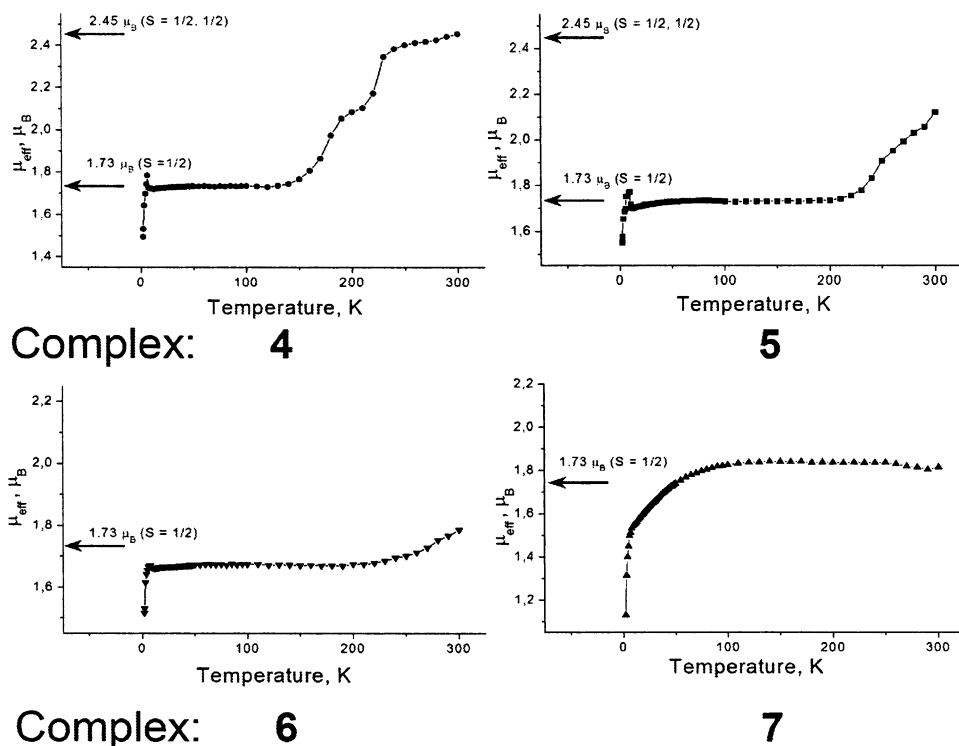 2.45 μB (S = 1/2, 1/2)
2,4
2,2
2,0
1,8
1,6
1,4
μeff, μB
1.73 μB (S =1/2)
0
100
200
300
Temperature, K
2.45 μB (S = 1/2, 1/2)
2,4
2,2
2,0
1,8
1,6
μeff, μB
1.73 μB (S = 1/2)
0
100
200
300
Temperature, K
Complex: 4 5
2,2
2,0
1,8
1,6
μeff, μB
1.73 μB (S = 1/2)
0
100
200
300
Temperature, K
2,2
2,0
1,8
1,6
1,4
1,2
μeff, μB
1.73 μB (S = 1/2)
0
100
200
300
Temperature, K
Complex: 6 7